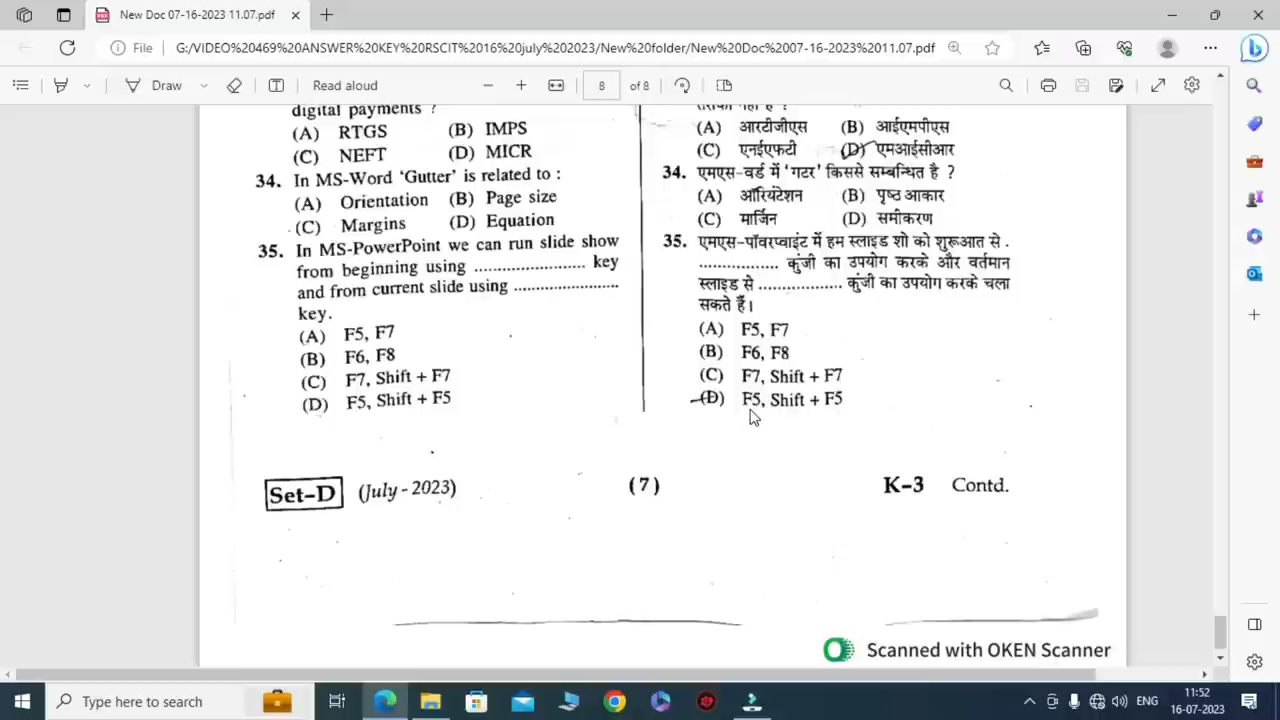 New Doc 07-16-2023 11.07.pdf
File
G:/VIDEO%20469%20ANSWER%20KEY%20RSCIT%2016%20july%202023/New%20folder/New%20Doc%2007-16-2023%2011.07.pdf
Draw
Read aloud
8
of 8
digital payments ?
(A) RTGS (B) IMPS
(C) NEFT (D) MICR
34. In MS-Word 'Gutter' is related to :
(A) Orientation (B) Page size
(C) Margins (D) Equation
35. In MS-PowerPoint we can run slide show
from beginning using ...................... key
and from current slide using .....................
key.
(A) F5, F7
(B) F6, F8
(C) F7, Shift + F7
(D) F5, Shift + F5
तरीका नहीं है ?
(A) आरटीजीएस (B) आईएमपीएस
(C) एनईएफटी (D) एमआईसीआर
34. एमएस-वर्ड में 'गटर' किससे सम्बन्धित है ?
(A) ऑरियंटेशन (B) पृष्ठ आकार
(C) मार्जिन (D) समीकरण
35. एमएस-पॉवरप्वाइंट में हम स्लाइड शो को शुरूआत से
................ कुंजी का उपयोग करके और वर्तमान
स्लाइड से ................. कुंजी का उपयोग करके चला
सकते हैं।
(A) F5, F7
(B) F6, F8
(C) F7, Shift + F7
(D) F5, Shift + F5
Set-D (July - 2023) (7) K-3 Contd.
Scanned with OKEN Scanner
Type here to search
ENG
11:52
16-07-2023